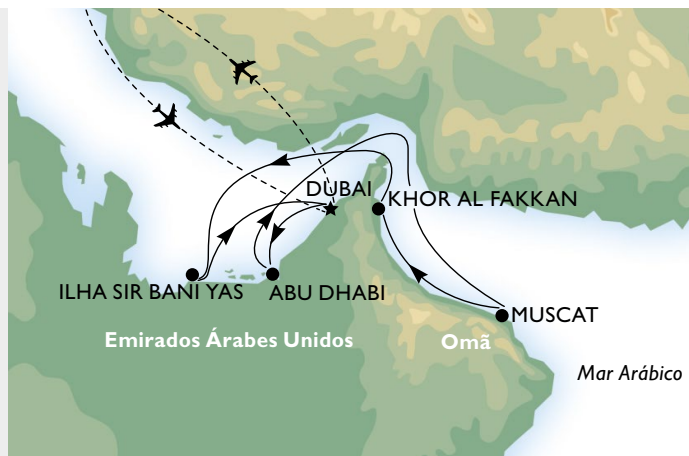 DUBAI
KHOR AL FAKKAN
ILHA SIR BANI YAS
ABU DHABI
MUSCAT
Emirados Árabes Unidos
Omã
Mar Arábico